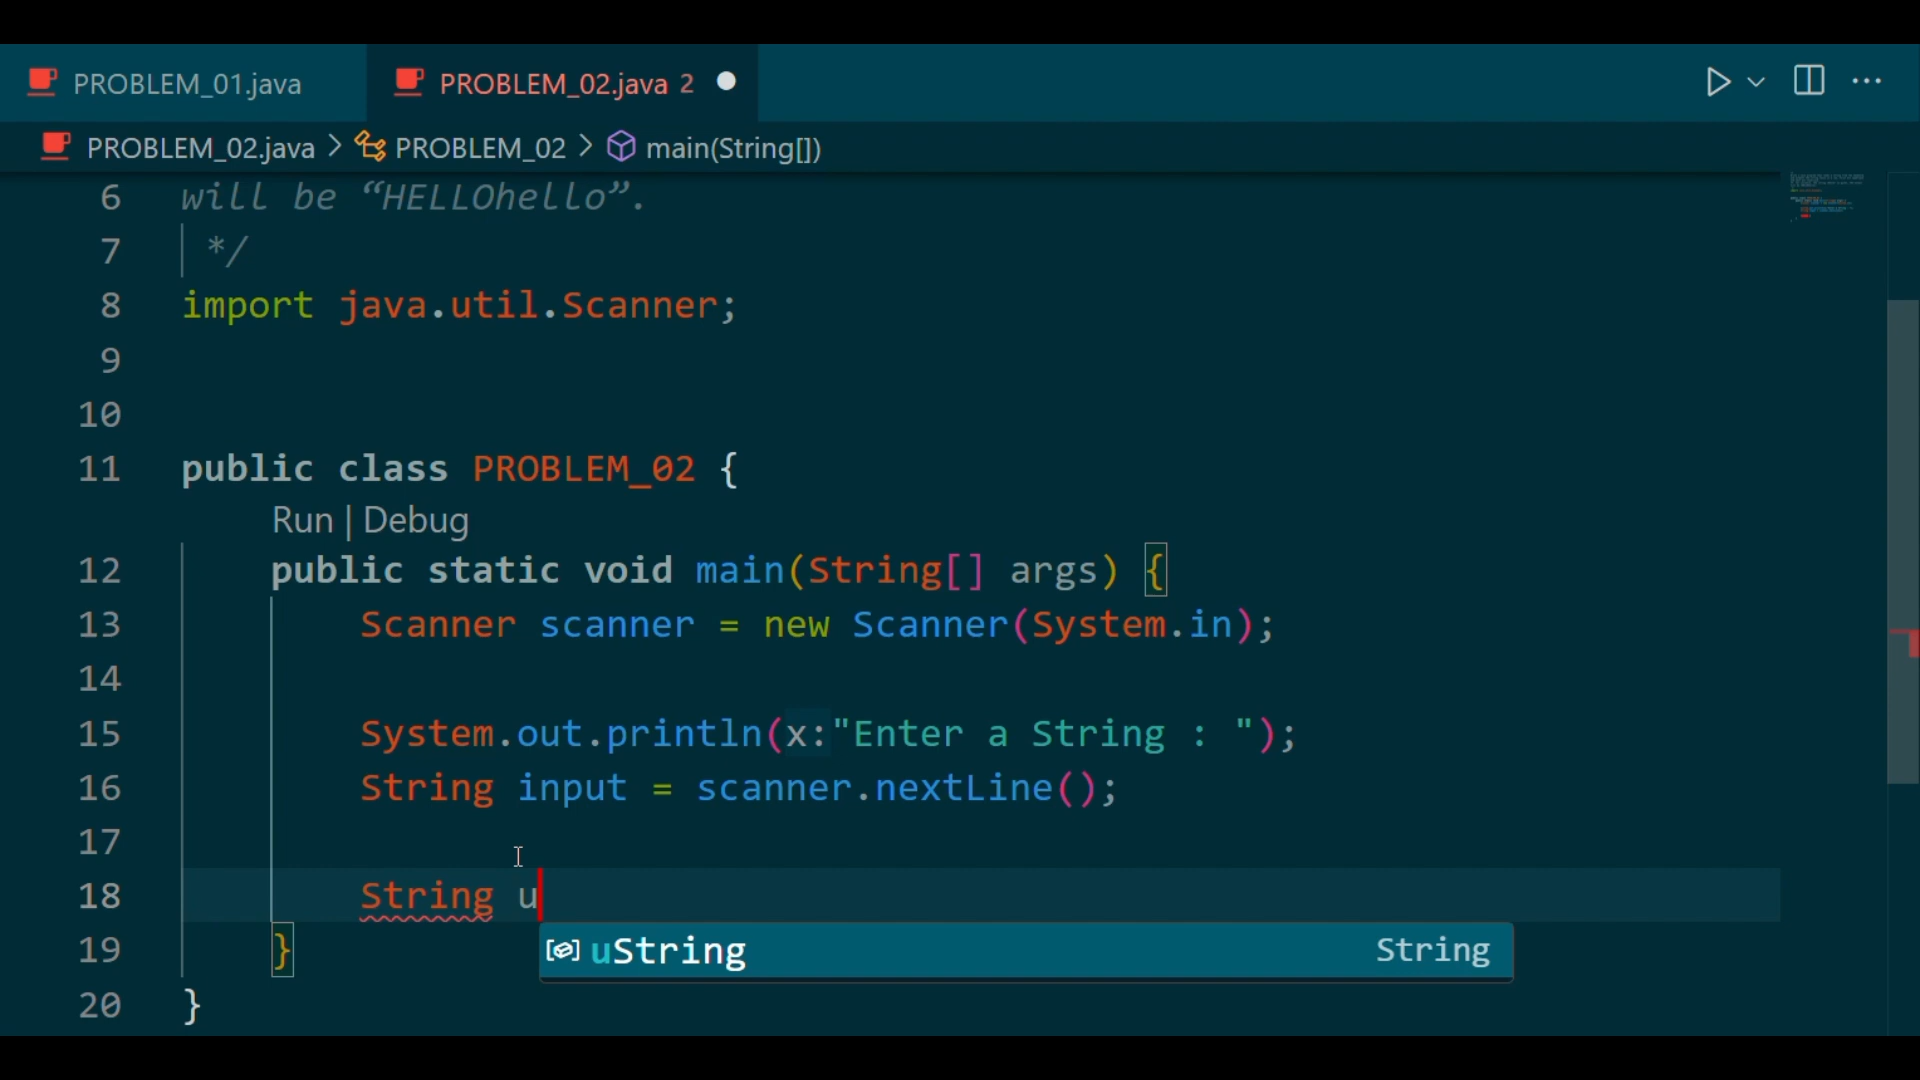 PROBLEM_01.java
PROBLEM_02.java 2
PROBLEM_02.java > PROBLEM_02 > main(String[])
6 will be “HELLOhello”.
7 */
8 import java.util.Scanner;
9
10
11 public class PROBLEM_02 {
Run | Debug
12 public static void main(String[] args) {
13 Scanner scanner = new Scanner(System.in);
14
15 System.out.println(x:"Enter a String : ");
16 String input = scanner.nextLine();
17
18 String u
uString String
19 }
20 }